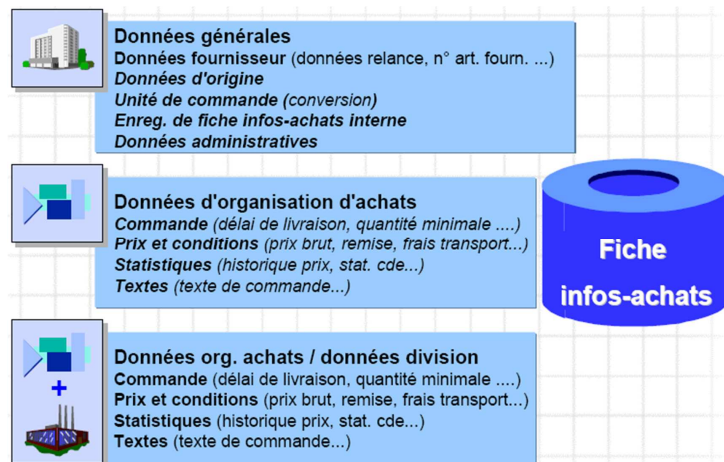 Données générales
Données fournisseur (données relance, n° art. fourn. ...)
Données d'origine
Unité de commande (conversion)
Enreg. de fiche infos-achats interne
Données administratives
Données d'organisation d'achats
Commande (délai de livraison, quantité minimale ....)
Prix et conditions (prix brut, remise, frais transport...)
Statistiques (historique prix, stat. cde...)
Textes (texte de commande...)
Fiche
infos-achats
Données org. achats / données division
Commande (délai de livraison, quantité minimale ....)
Prix et conditions (prix brut, remise, frais transport...)
Statistiques (historique prix, stat. cde...)
Textes (texte de commande...)
+